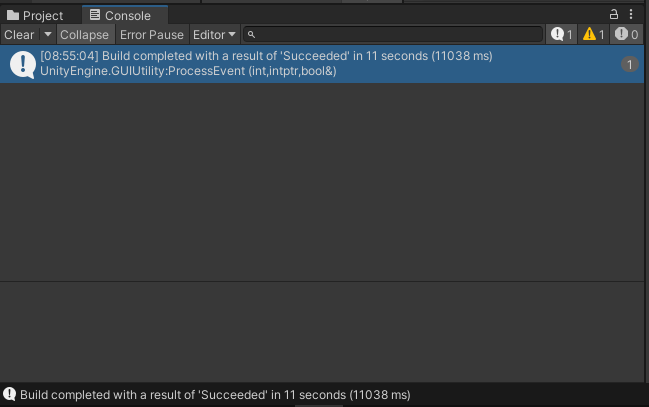 Project
Console
Clear
Collapse
Error Pause
Editor
1
1
0
[08:55:04] Build completed with a result of 'Succeeded' in 11 seconds (11038 ms)
UnityEngine.GUIUtility:ProcessEvent (int,intptr,bool&)
1
Build completed with a result of 'Succeeded' in 11 seconds (11038 ms)